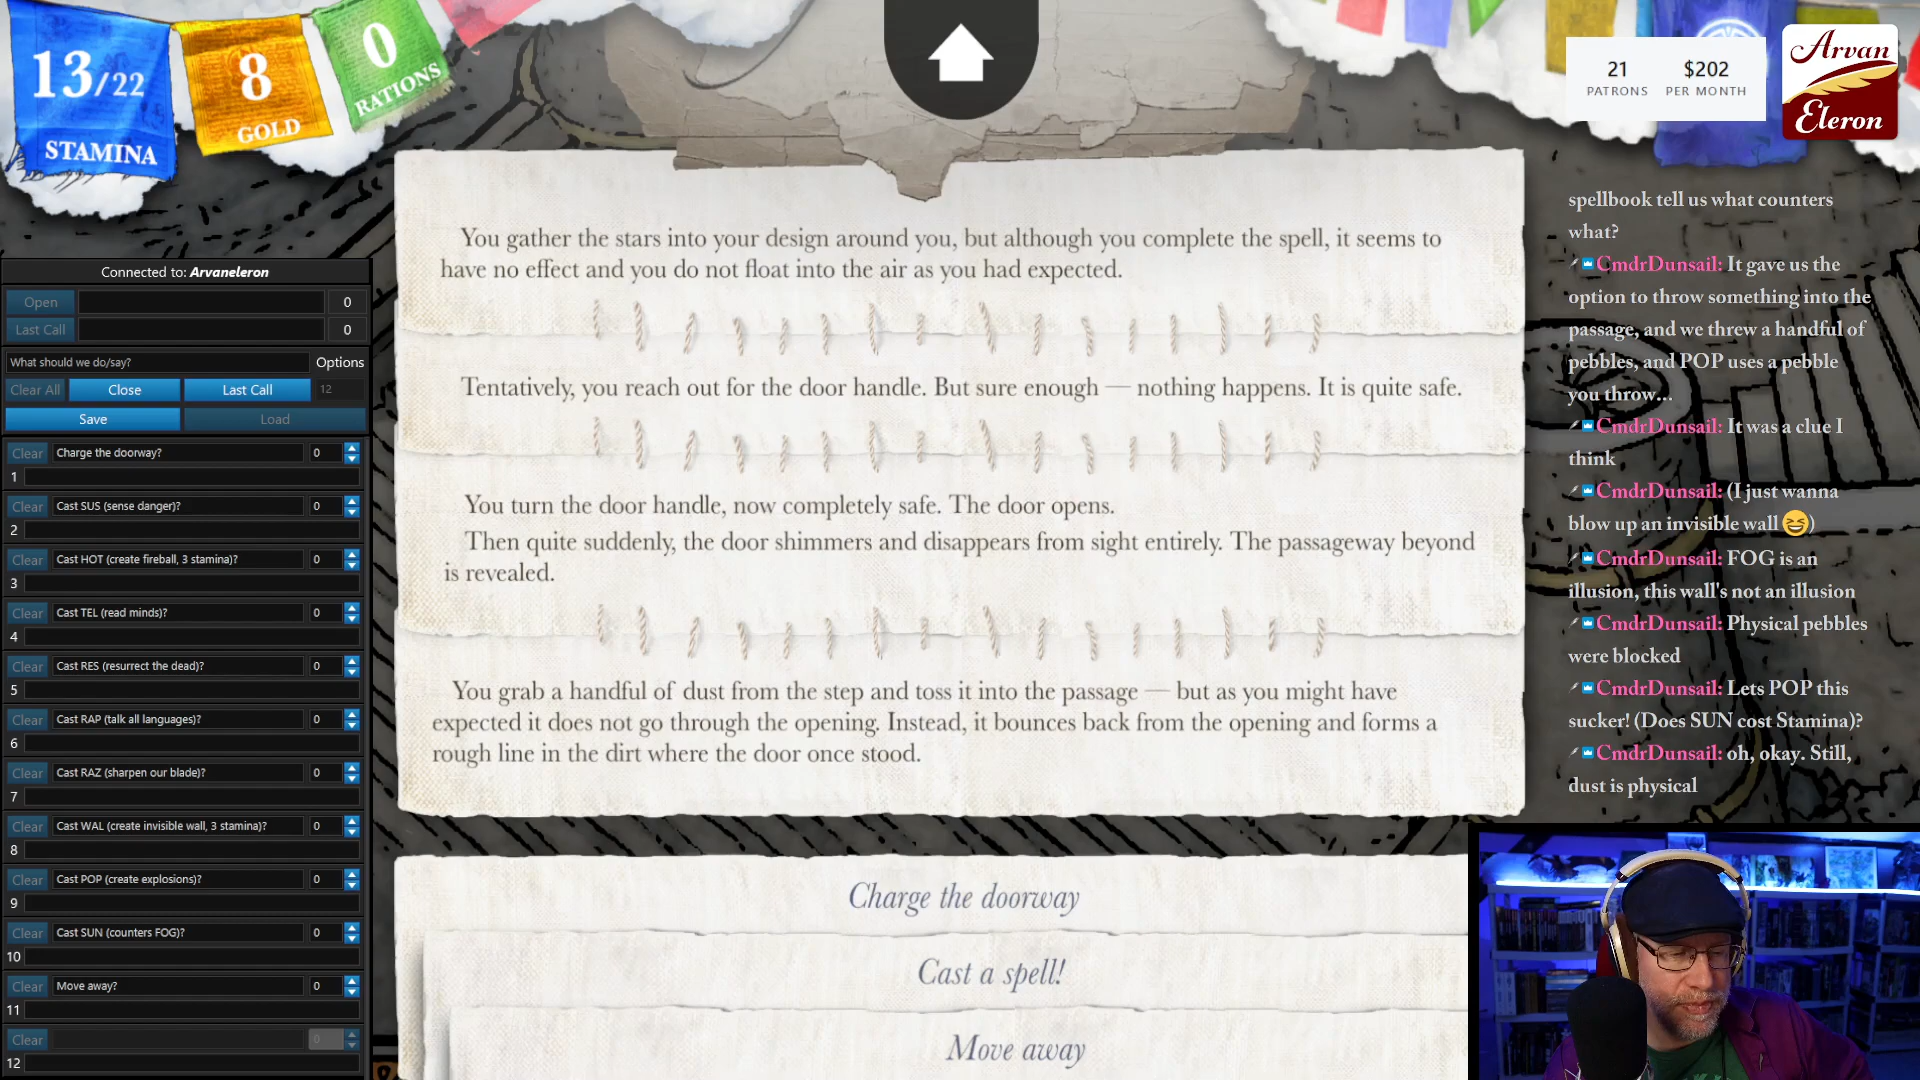 13/22
STAMINA
8
GOLD
0
RATIONS
21
PATRONS
$202
PER MONTH
Arvan
Eleron
Connected to: Arvaneleron
Open
0
Last Call
0
What should we do/say?
Options
Clear All
Close
Last Call
12
Save
Load
Clear
Charge the doorway?
0
1
Clear
Cast SUS (sense danger)?
0
2
Clear
Cast HOT (create fireball, 3 stamina)?
0
3
Clear
Cast TEL (read minds)?
0
4
Clear
Cast RES (resurrect the dead)?
0
5
Clear
Cast RAP (talk all languages)?
0
6
Clear
Cast RAZ (sharpen our blade)?
0
7
Clear
Cast WAL (create invisible wall, 3 stamina)?
0
8
Clear
Cast POP (create explosions)?
0
9
Clear
Cast SUN (counters FOG)?
0
10
Clear
Move away?
0
11
Clear
0
12
You gather the stars into your design around you, but although you complete the spell, it seems to
have no effect and you do not float into the air as you had expected.
Tentatively, you reach out for the door handle. But sure enough — nothing happens. It is quite safe.
You turn the door handle, now completely safe. The door opens.
Then quite suddenly, the door shimmers and disappears from sight entirely. The passageway beyond
is revealed.
You grab a handful of dust from the step and toss it into the passage — but as you might have
expected it does not go through the opening. Instead, it bounces back from the opening and forms a
rough line in the dirt where the door once stood.
Charge the doorway
Cast a spell!
Move away
spellbook tell us what counters
what?
CmdrDunsail: It gave us the
option to throw something into the
passage, and we threw a handful of
pebbles, and POP uses a pebble
you throw...
CmdrDunsail: It was a clue I
think
CmdrDunsail: (I just wanna
blow up an invisible wall 😆)
CmdrDunsail: FOG is an
illusion, this wall's not an illusion
CmdrDunsail: Physical pebbles
were blocked
CmdrDunsail: Lets POP this
sucker! (Does SUN cost Stamina)?
CmdrDunsail: oh, okay. Still,
dust is physical